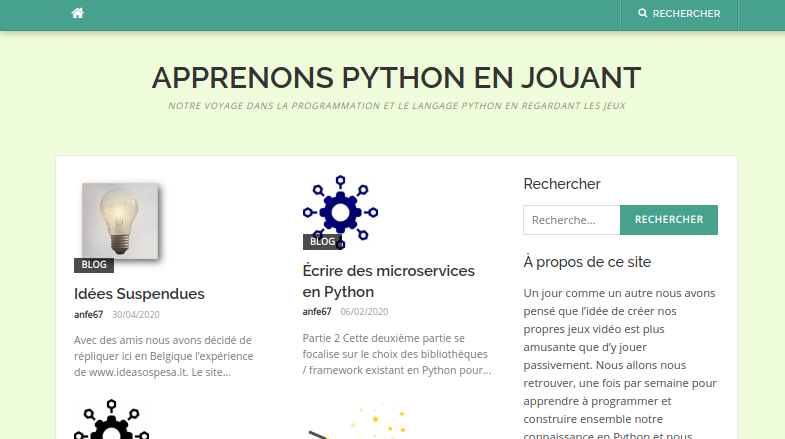 RECHERCHER
APPRENONS PYTHON EN JOUANT
NOTRE VOYAGE DANS LA PROGRAMMATION ET LE LANGAGE PYTHON EN REGARDANT LES JEUX
BLOG
Idées Suspendues
anfe67 30/04/2020
Avec des amis nous avons décidé de
répliquer ici en Belgique l'expérience
de www.ideasospesa.it. Le site...
BLOG
Écrire des microservices
en Python
anfe67 06/02/2020
Partie 2 Cette deuxième partie se
focalise sur le choix des bibliothèques
/ framework existant en Python pour...
Rechercher
Recherche... RECHERCHER
À propos de ce site
Un jour comme un autre nous avons
pensé que l'idée de créer nos
propres jeux vidéo est plus
amusante que d'y jouer
passivement. Nous allons nous
retrouver, une fois par semaine pour
apprendre à programmer et
construire ensemble notre
connaissance en Python et nous